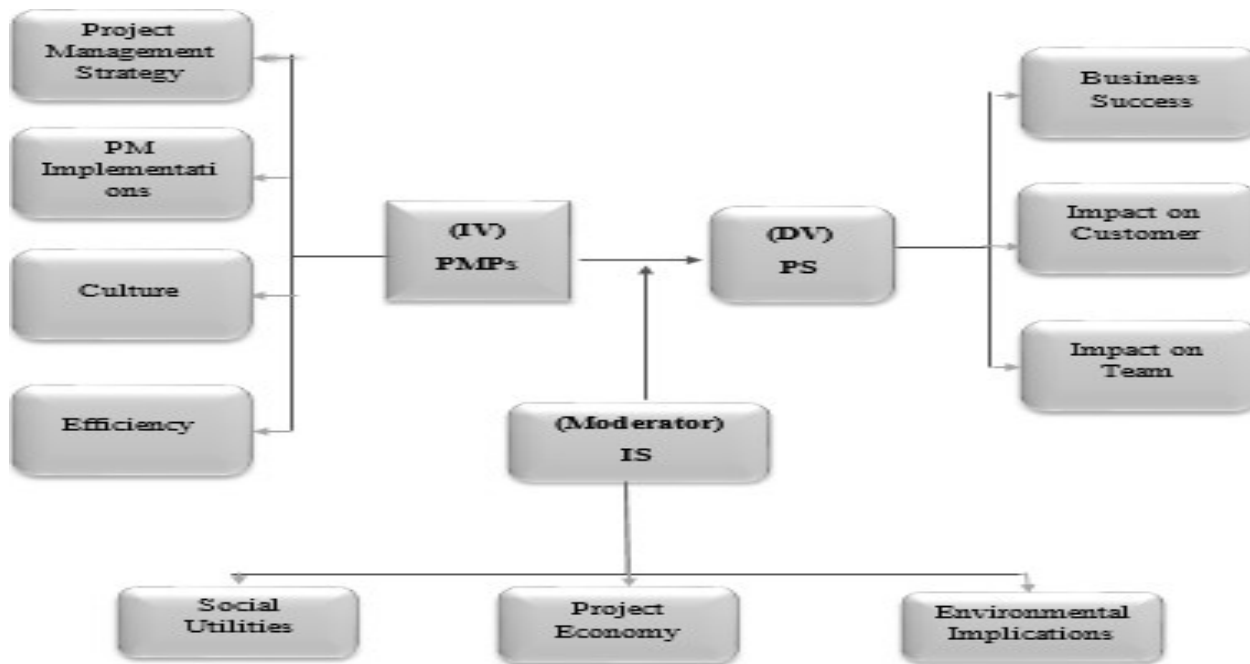 Project
Management
Strategy
PM
Implementati
ons
Culture
Efficiency
(IV)
PMPs
(DV)
PS
(Moderator)
IS
Business
Success
Impact on
Customer
Impact on
Team
Social
Utilities
Project
Economy
Environmental
Implications